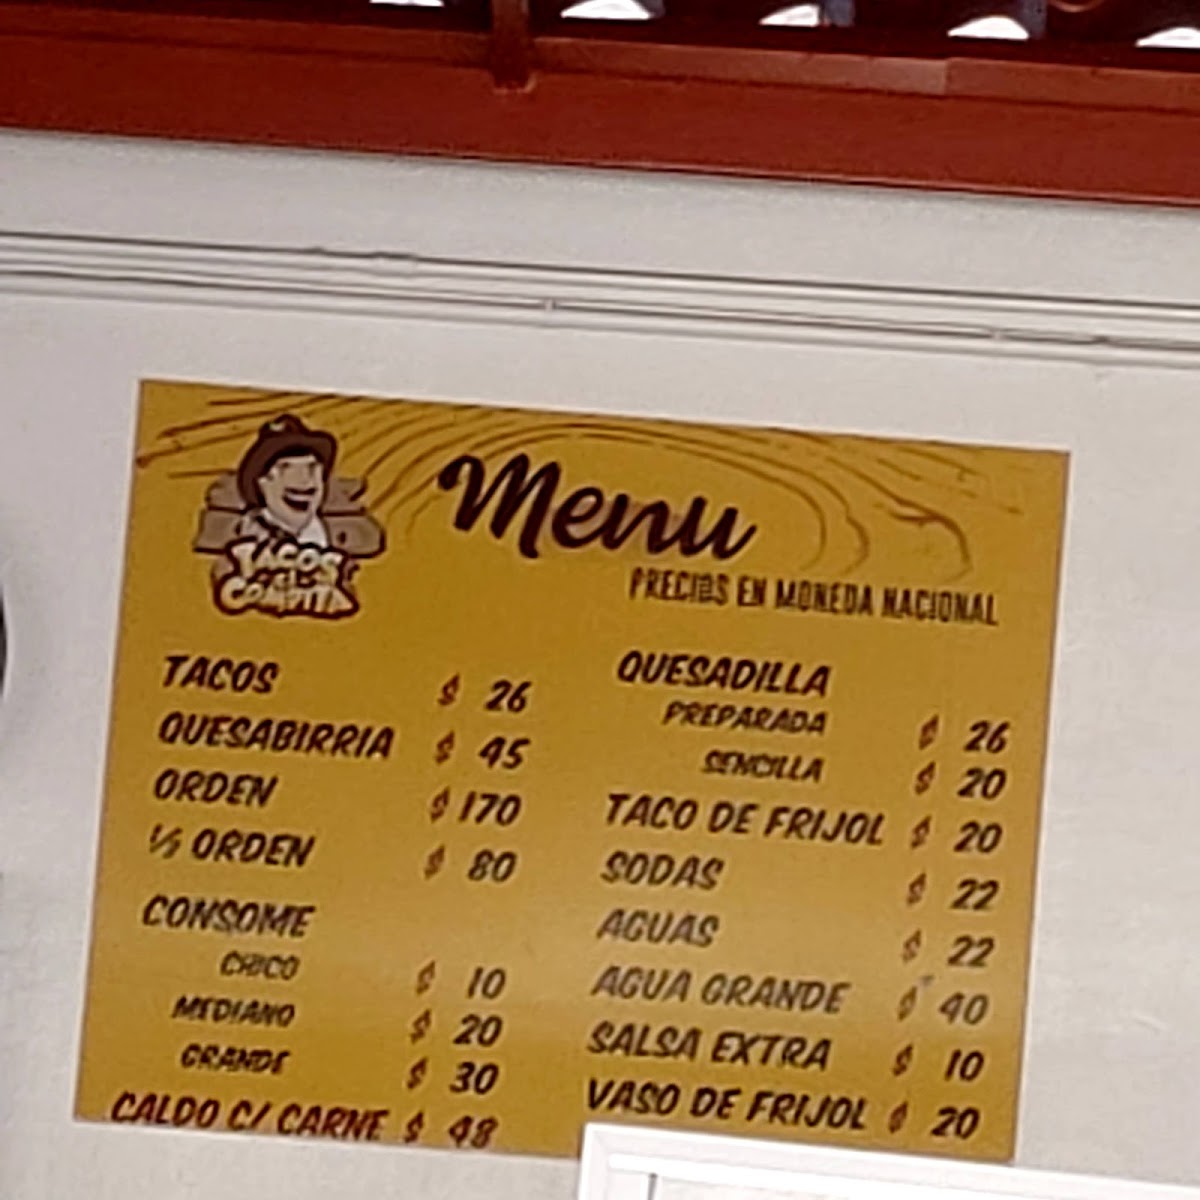 TACOS
EL
COMPITA
Menu
PRECIOS EN MONEDA NACIONAL
TACOS $ 26
QUESABIRRIA $ 45
ORDEN $ 170
½ ORDEN $ 80
CONSOME
CHICO $ 10
MEDIANO $ 20
GRANDE $ 30
CALDO C/ CARNE $ 48
QUESADILLA
PREPARADA $ 26
SENCILLA $ 20
TACO DE FRIJOL $ 20
SODAS $ 22
AGUAS $ 22
AGUA GRANDE $ 40
SALSA EXTRA $ 10
VASO DE FRIJOL $ 20